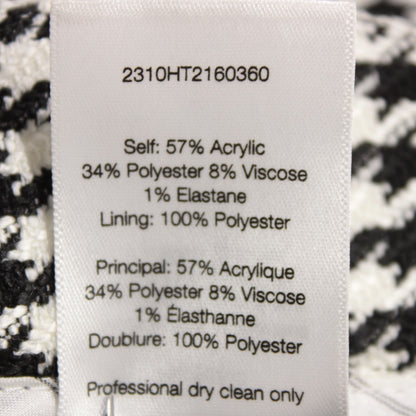 2310HT2160360
Self: 57% Acrylic
34% Polyester 8% Viscose
1% Elastane
Lining: 100% Polyester
Principal: 57% Acrylique
34% Polyester 8% Viscose
1% Élasthanne
Doublure: 100% Polyester
Professional dry clean only